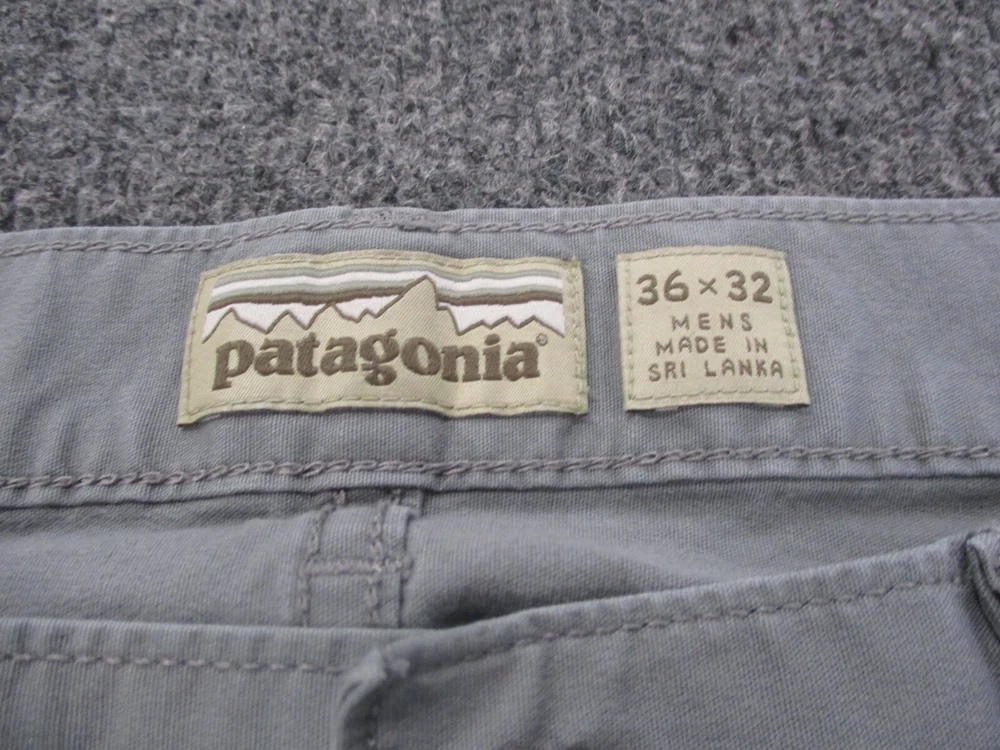 patagonia®
36 × 32
MENS
MADE IN
SRI LANKA